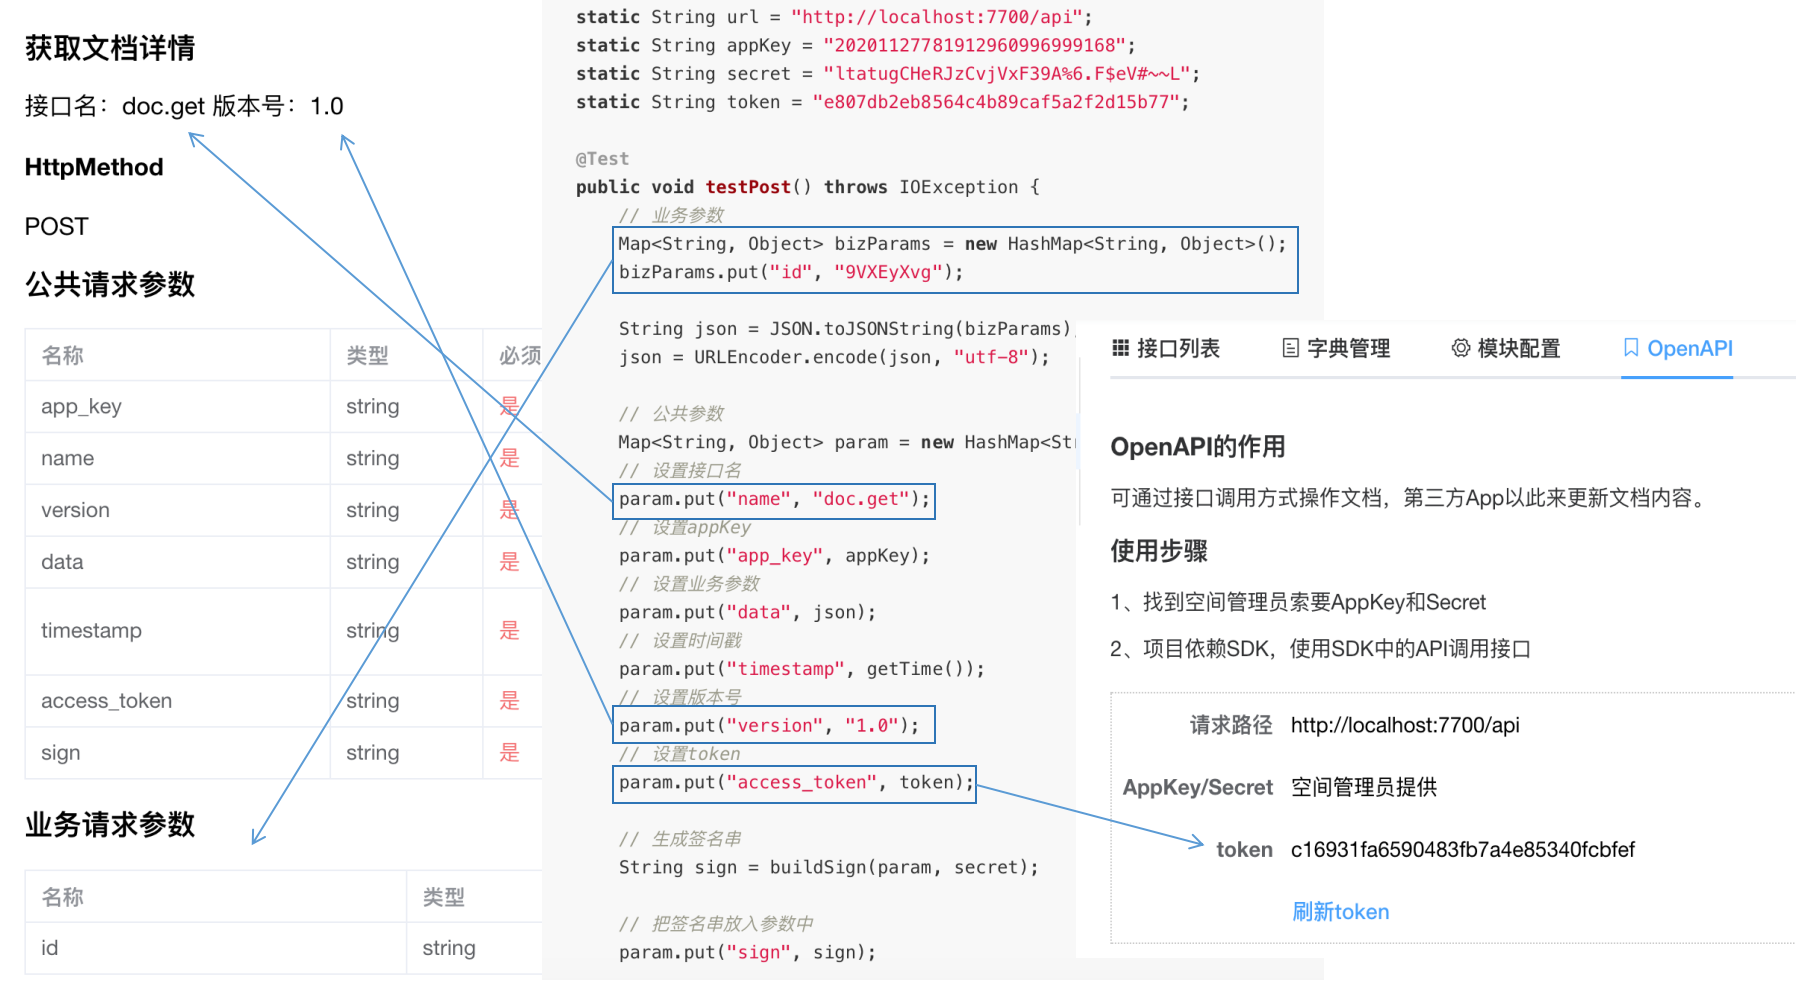 获取文档详情
接口名：doc.get 版本号：1.0
HttpMethod
POST
公共请求参数
名称 类型 必须
app_key string 是
name string 是
version string 是
data string 是
timestamp string 是
access_token string 是
sign string 是
业务请求参数
名称 类型
id string
static String url = "http://localhost:7700/api";
static String appKey = "20201127781912960996999168";
static String secret = "ltatugCHeRJzCvjVxF39A%6.F$eV#~~L";
static String token = "e807db2eb8564c4b89caf5a2f2d15b77";
@Test
public void testPost() throws IOException {
// 业务参数
Map<String, Object> bizParams = new HashMap<String, Object>();
bizParams.put("id", "9VXEyXvg");
String json = JSON.toJSONString(bizParams)
json = URLEncoder.encode(json, "utf-8");
// 公共参数
Map<String, Object> param = new HashMap<Str
// 设置接口名
param.put("name", "doc.get");
// 设置appKey
param.put("app_key", appKey);
// 设置业务参数
param.put("data", json);
// 设置时间戳
param.put("timestamp", getTime());
// 设置版本号
param.put("version", "1.0");
// 设置token
param.put("access_token", token);
// 生成签名串
String sign = buildSign(param, secret);
// 把签名串放入参数中
param.put("sign", sign);
接口列表 字典管理 模块配置 OpenAPI
OpenAPI的作用
可通过接口调用方式操作文档，第三方App以此来更新文档内容。
使用步骤
1、找到空间管理员索要AppKey和Secret
2、项目依赖SDK，使用SDK中的API调用接口
请求路径 http://localhost:7700/api
AppKey/Secret 空间管理员提供
token c16931fa6590483fb7a4e85340fcbfef
刷新token